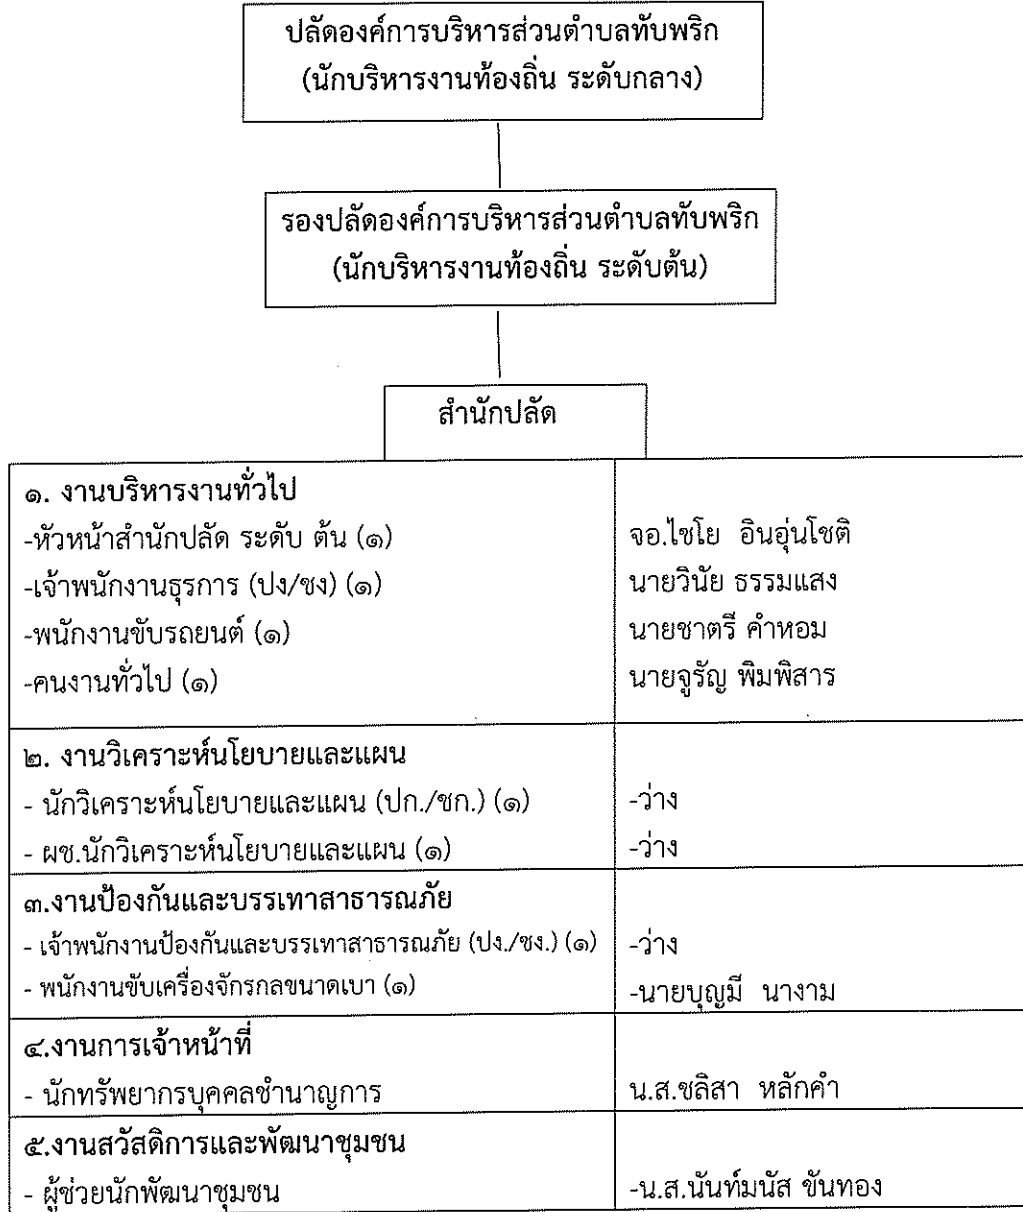 ปลัดองค์การบริหารส่วนตำบลทับพริก
(นักบริหารงานท้องถิ่น ระดับกลาง)
รองปลัดองค์การบริหารส่วนตำบลทับพริก
(นักบริหารงานท้องถิ่น ระดับต้น)
สำนักปลัด
๑. งานบริหารงานทั่วไป
-หัวหน้าสำนักปลัด ระดับ ต้น (๑) จอ.ไชโย อินอุ่นโชติ
-เจ้าพนักงานธุรการ (ปง/ชง) (๑) นายวินัย ธรรมแสง
-พนักงานขับรถยนต์ (๑) นายชาตรี คำหอม
-คนงานทั่วไป (๑) นายจูรัญ พิมพิสาร
๒. งานวิเคราะห์นโยบายและแผน
- นักวิเคราะห์นโยบายและแผน (ปก./ชก.) (๑) -ว่าง
- ผช.นักวิเคราะห์นโยบายและแผน (๑) -ว่าง
๓.งานป้องกันและบรรเทาสาธารณภัย
- เจ้าพนักงานป้องกันและบรรเทาสาธารณภัย (ปง./ชง.) (๑) -ว่าง
- พนักงานขับเครื่องจักรกลขนาดเบา (๑) -นายบุญมี นางาม
๔.งานการเจ้าหน้าที่
- นักทรัพยากรบุคคลชำนาญการ น.ส.ชลิสา หลักคำ
๕.งานสวัสดิการและพัฒนาชุมชน
- ผู้ช่วยนักพัฒนาชุมชน -น.ส.นันท์มนัส ขันทอง